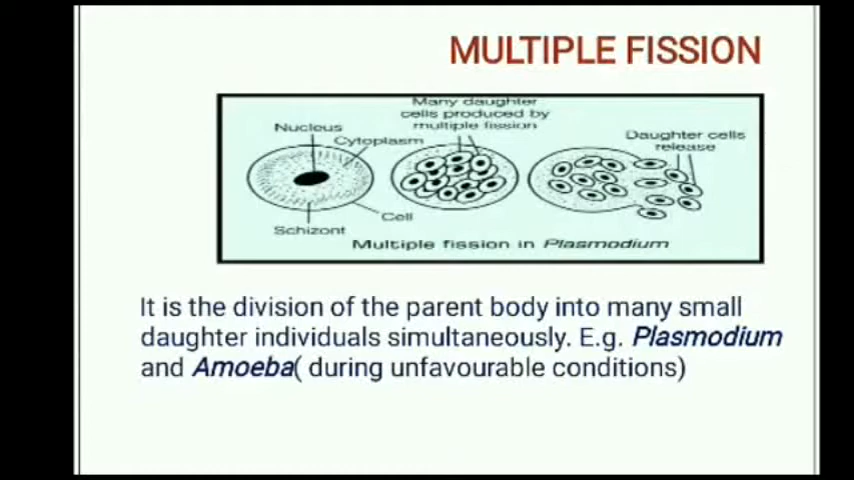 MULTIPLE FISSION
Many daughter
cells produced by
multiple fission
Nucleus
Cytoplasm
Daughter cells
release
Cell
Schizont
Multiple fission in Plasmodium
It is the division of the parent body into many small
daughter individuals simultaneously. E.g. Plasmodium
and Amoeba( during unfavourable conditions)